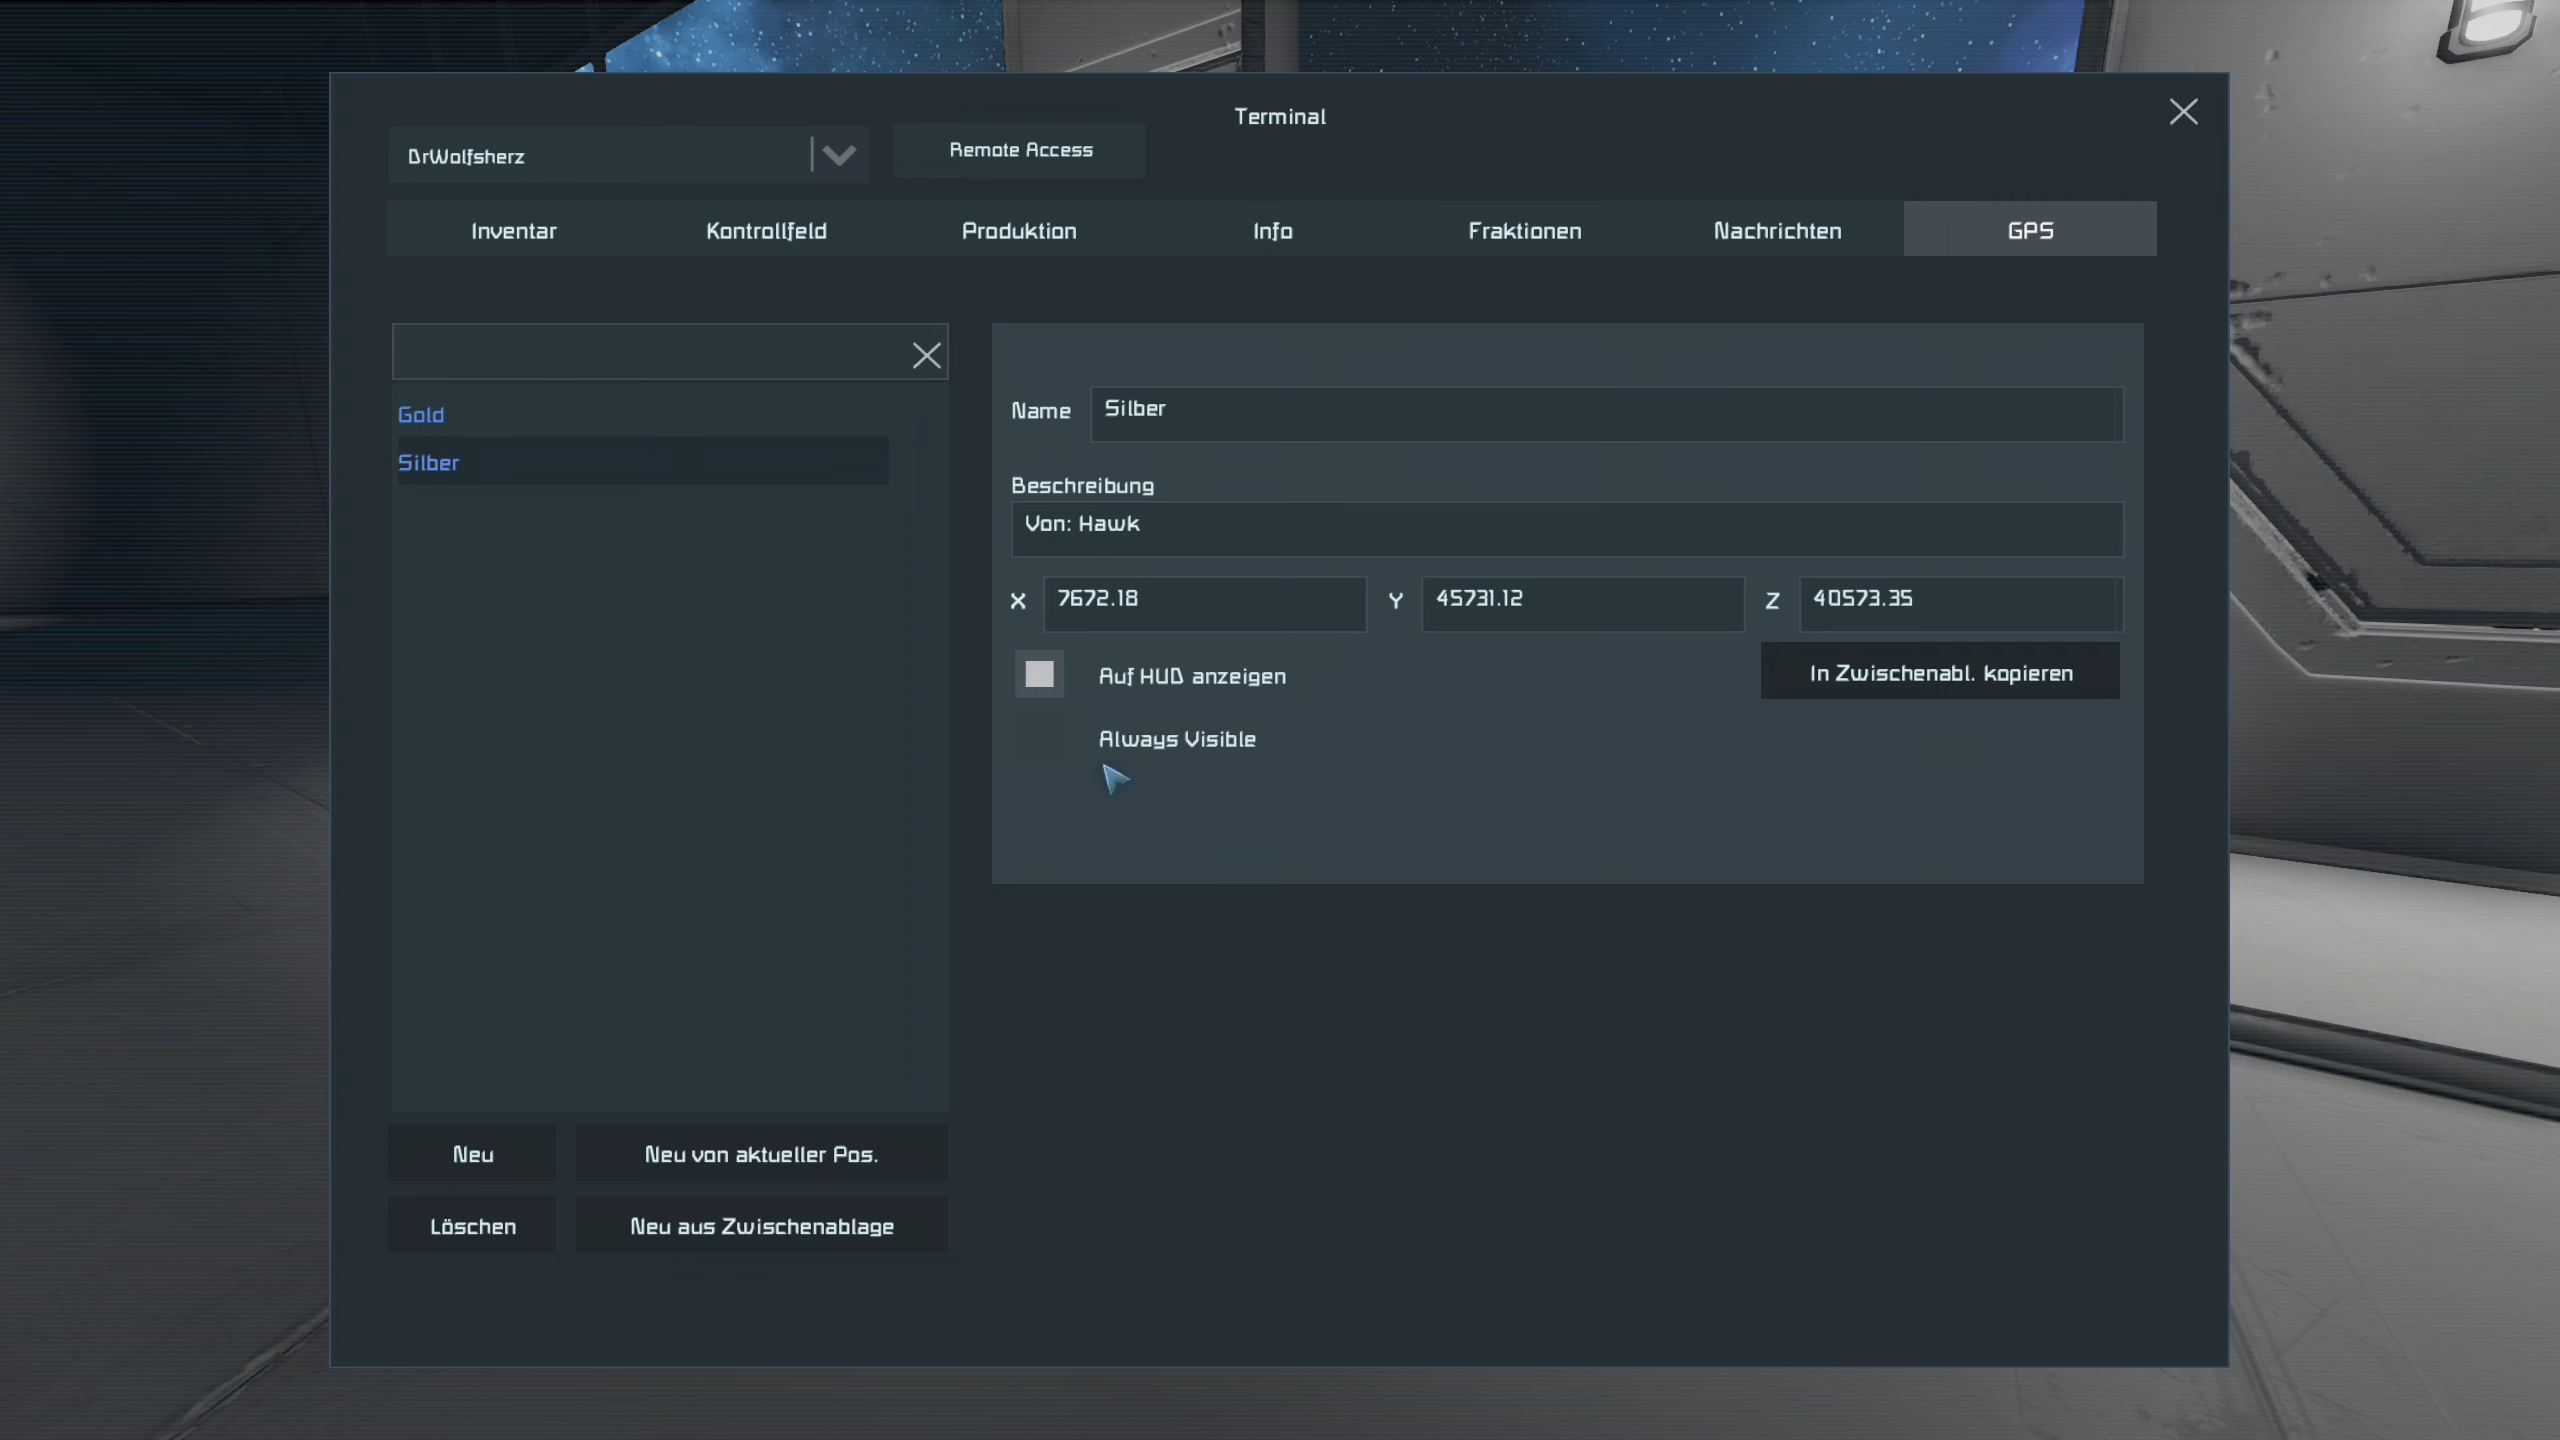 Terminal
DrWolfsherz
Remote Access
Inventar Kontrollfeld Produktion Info Fraktionen Nachrichten GPS
Gold
Silber
Name Silber
Beschreibung
Von: Hawk
X 7672.18 Y 45731.12 Z 40573.35
Auf HUD anzeigen
In Zwischenabl. kopieren
Always Visible
Neu
Neu von aktueller Pos.
Löschen
Neu aus Zwischenablage